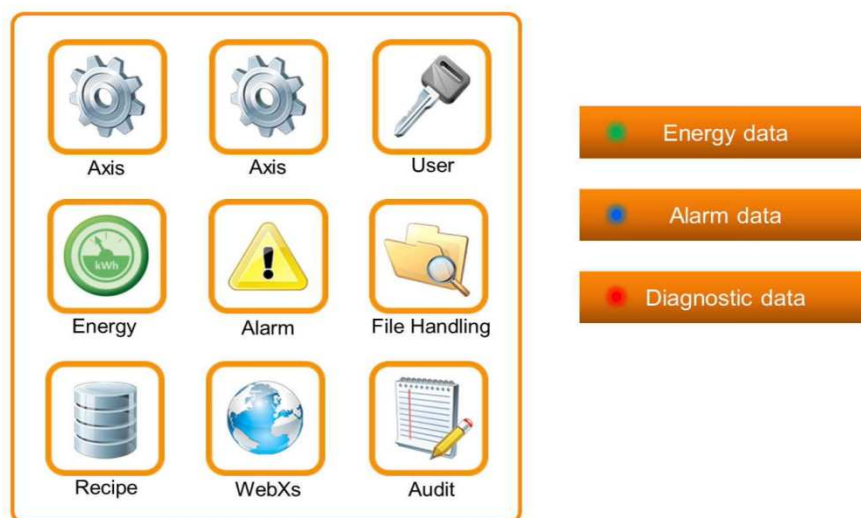 Axis
Axis
User
kWh
Energy
Alarm
File Handling
Recipe
WebXs
Audit
Energy data
Alarm data
Diagnostic data